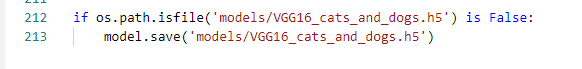 212 if os.path.isfile('models/VGG16_cats_and_dogs.h5') is False:
213 model.save('models/VGG16_cats_and_dogs.h5')